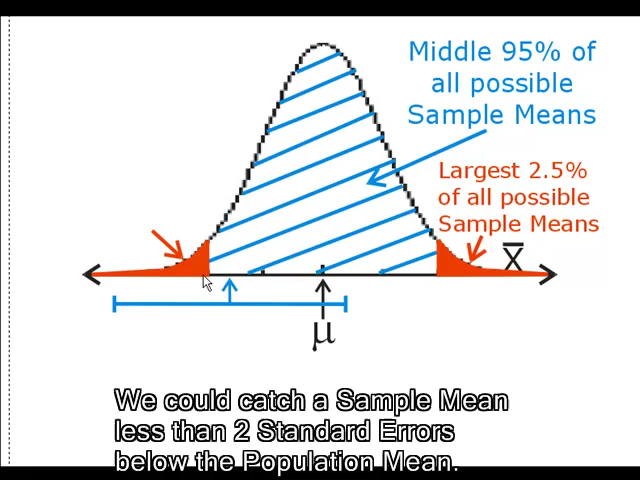 Middle 95% of
all possible
Sample Means
Largest 2.5%
of all possible
Sample Means
X̅
μ
We could catch a Sample Mean
less than 2 Standard Errors
below the Population Mean.